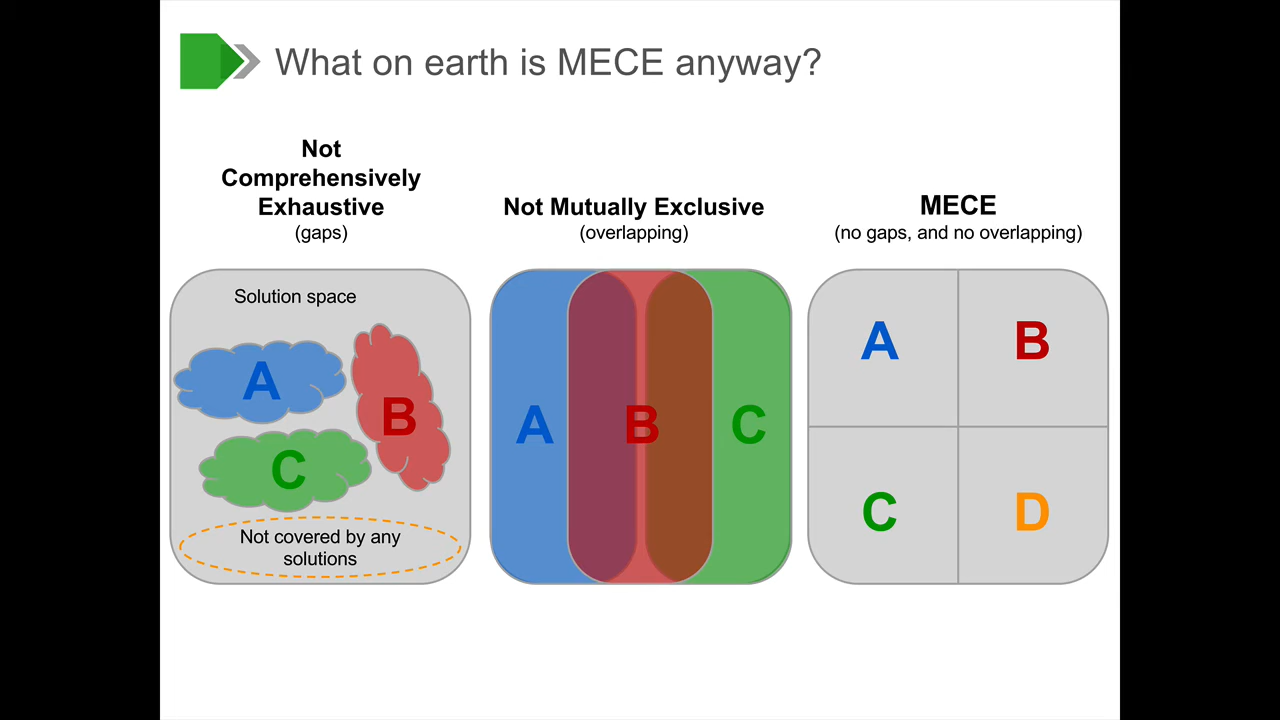 What on earth is MECE anyway?
Not
Comprehensively
Exhaustive
(gaps)
Not Mutually Exclusive
(overlapping)
MECE
(no gaps, and no overlapping)
Solution space
A
B
C
Not covered by any
solutions
A
B
C
A
B
C
D